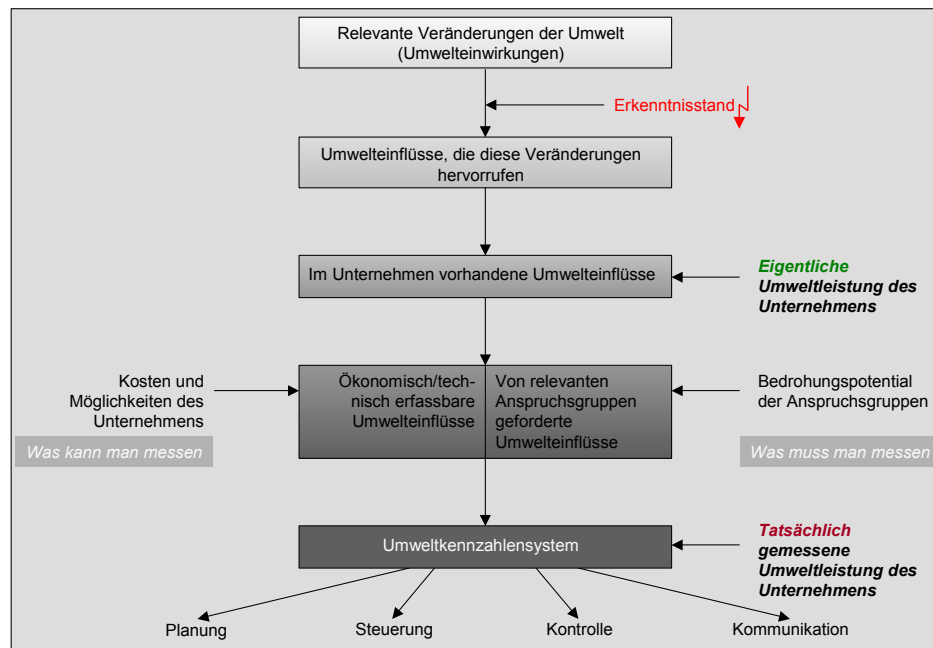 Relevante Veränderungen der Umwelt
(Umwelteinwirkungen)
Erkenntnisstand
Umwelteinflüsse, die diese Veränderungen
hervorrufen
Im Unternehmen vorhandene Umwelteinflüsse
Eigentliche
Umweltleistung des
Unternehmens
Kosten und
Möglichkeiten des
Unternehmens
Was kann man messen
Ökonomisch/tech-
nisch erfassbare
Umwelteinflüsse
Von relevanten
Anspruchsgruppen
geforderte
Umwelteinflüsse
Bedrohungspotential
der Anspruchsgruppen
Was muss man messen
Umweltkennzahlensystem
Tatsächlich
gemessene
Umweltleistung des
Unternehmens
Planung
Steuerung
Kontrolle
Kommunikation